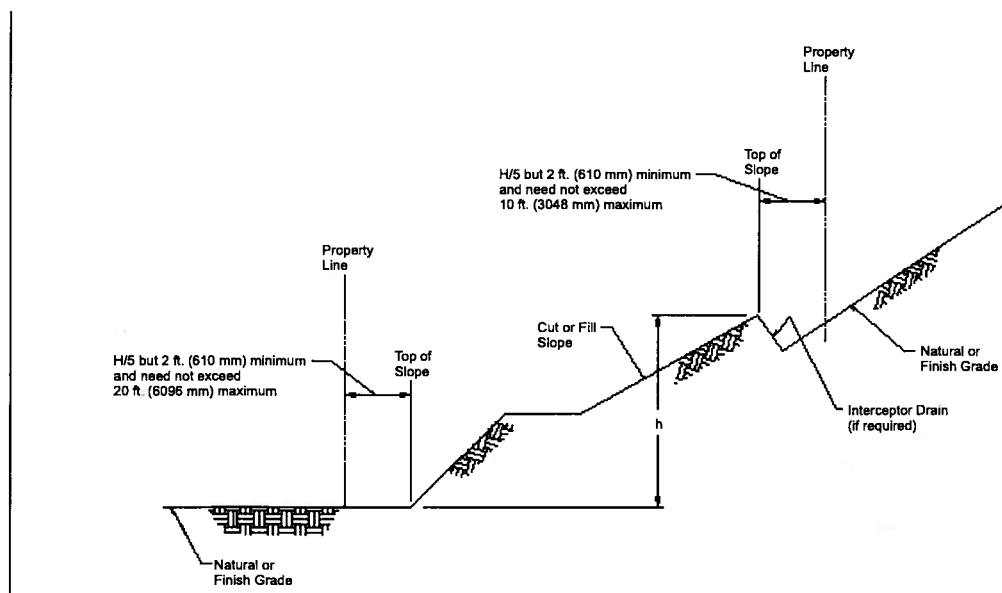 Property
Line
Top of
Slope
H/5 but 2 ft. (610 mm) minimum
and need not exceed
10 ft. (3048 mm) maximum
Property
Line
Cut or Fill
Slope
H/5 but 2 ft. (610 mm) minimum
and need not exceed
20 ft. (6096 mm) maximum
Top of
Slope
Natural or
Finish Grade
Interceptor Drain
(if required)
h
Natural or
Finish Grade